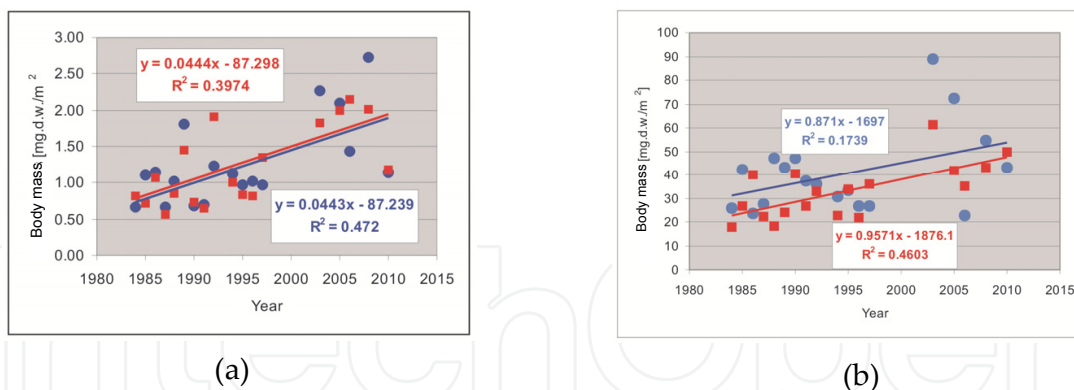 3.00
2.50
2.00
1.50
1.00
0.50
0.00
Body mass [mg.d.w./m 2
y = 0.0444x - 87.298
R2 = 0.3974
y = 0.0443x - 87.239
R2 = 0.472
1980 1985 1990 1995 2000 2005 2010 2015
Year
(a)
100
90
80
70
60
50
40
30
20
10
0
Body mass [mg.d.w./m2]
y = 0.871x - 1697
R2 = 0.1739
y = 0.9571x - 1876.1
R2 = 0.4603
1980 1985 1990 1995 2000 2005 2010 2015
Year
(b)